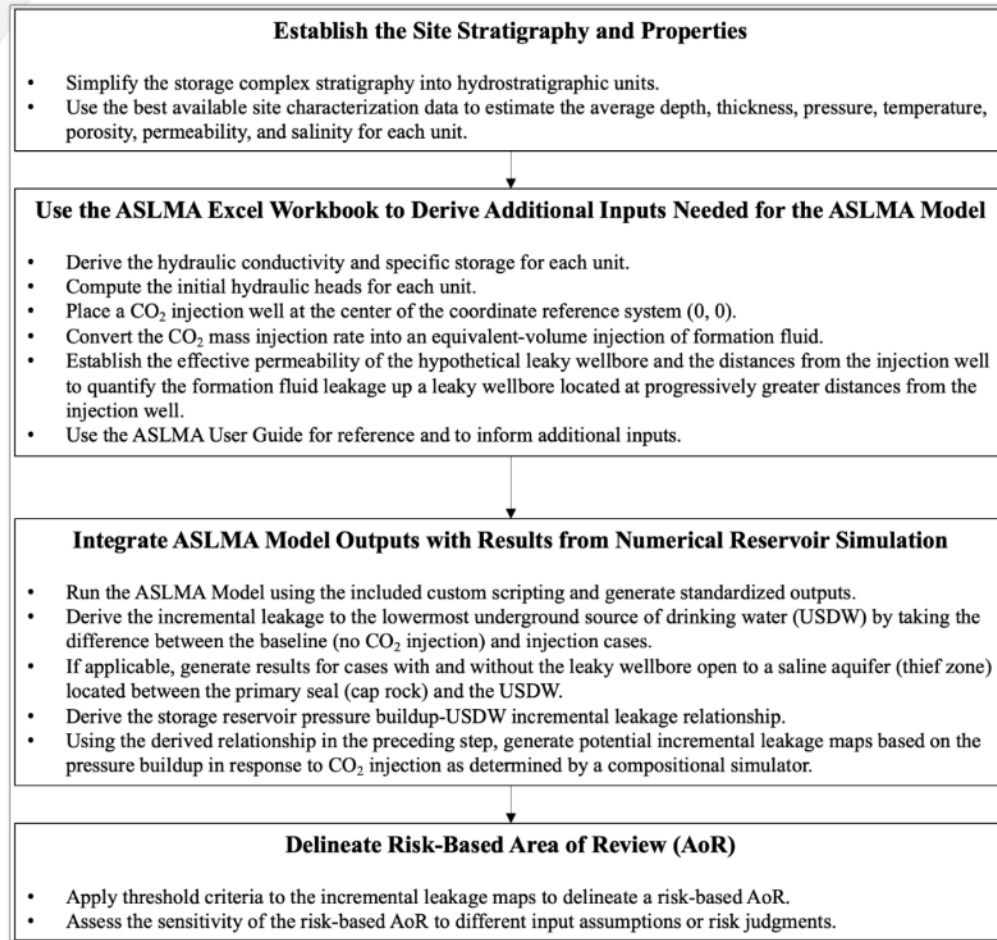 Establish the Site Stratigraphy and Properties
• Simplify the storage complex stratigraphy into hydrostratigraphic units.
• Use the best available site characterization data to estimate the average depth, thickness, pressure, temperature,
porosity, permeability, and salinity for each unit.
Use the ASLMA Excel Workbook to Derive Additional Inputs Needed for the ASLMA Model
• Derive the hydraulic conductivity and specific storage for each unit.
• Compute the initial hydraulic heads for each unit.
• Place a CO₂ injection well at the center of the coordinate reference system (0, 0).
• Convert the CO₂ mass injection rate into an equivalent-volume injection of formation fluid.
• Establish the effective permeability of the hypothetical leaky wellbore and the distances from the injection well
to quantify the formation fluid leakage up a leaky wellbore located at progressively greater distances from the
injection well.
• Use the ASLMA User Guide for reference and to inform additional inputs.
Integrate ASLMA Model Outputs with Results from Numerical Reservoir Simulation
• Run the ASLMA Model using the included custom scripting and generate standardized outputs.
• Derive the incremental leakage to the lowermost underground source of drinking water (USDW) by taking the
difference between the baseline (no CO₂ injection) and injection cases.
• If applicable, generate results for cases with and without the leaky wellbore open to a saline aquifer (thief zone)
located between the primary seal (cap rock) and the USDW.
• Derive the storage reservoir pressure buildup-USDW incremental leakage relationship.
• Using the derived relationship in the preceding step, generate potential incremental leakage maps based on the
pressure buildup in response to CO₂ injection as determined by a compositional simulator.
Delineate Risk-Based Area of Review (AoR)
• Apply threshold criteria to the incremental leakage maps to delineate a risk-based AoR.
• Assess the sensitivity of the risk-based AoR to different input assumptions or risk judgments.